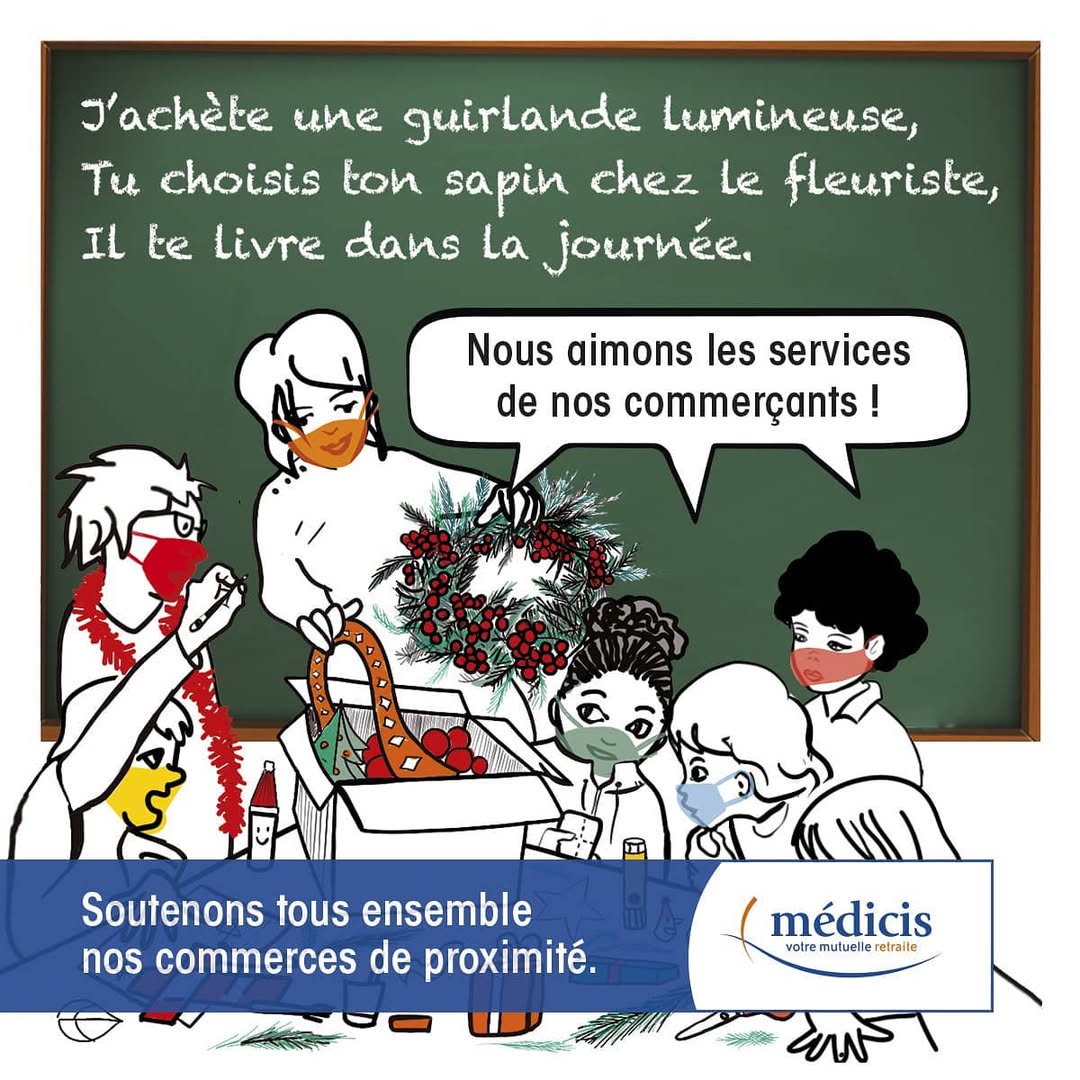 J'achète une guirlande lumineuse,
Tu choisis ton sapin chez le fleuriste,
Il te livre dans la journée.
Nous aimons les services
de nos commerçants !
Soutenons tous ensemble
nos commerces de proximité.
médicis
votre mutuelle retraite